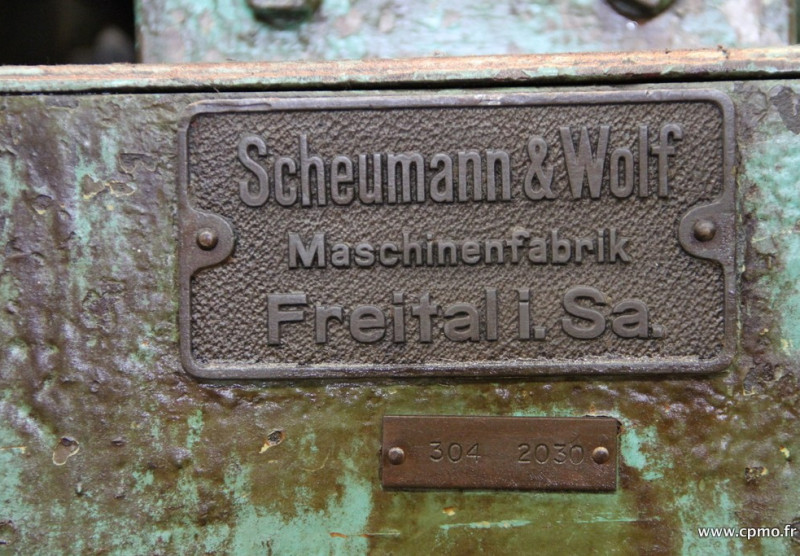 Scheumann & Wolf
Maschinenfabrik
Freital i. Sa.
304 2030
www.cpmo.fr